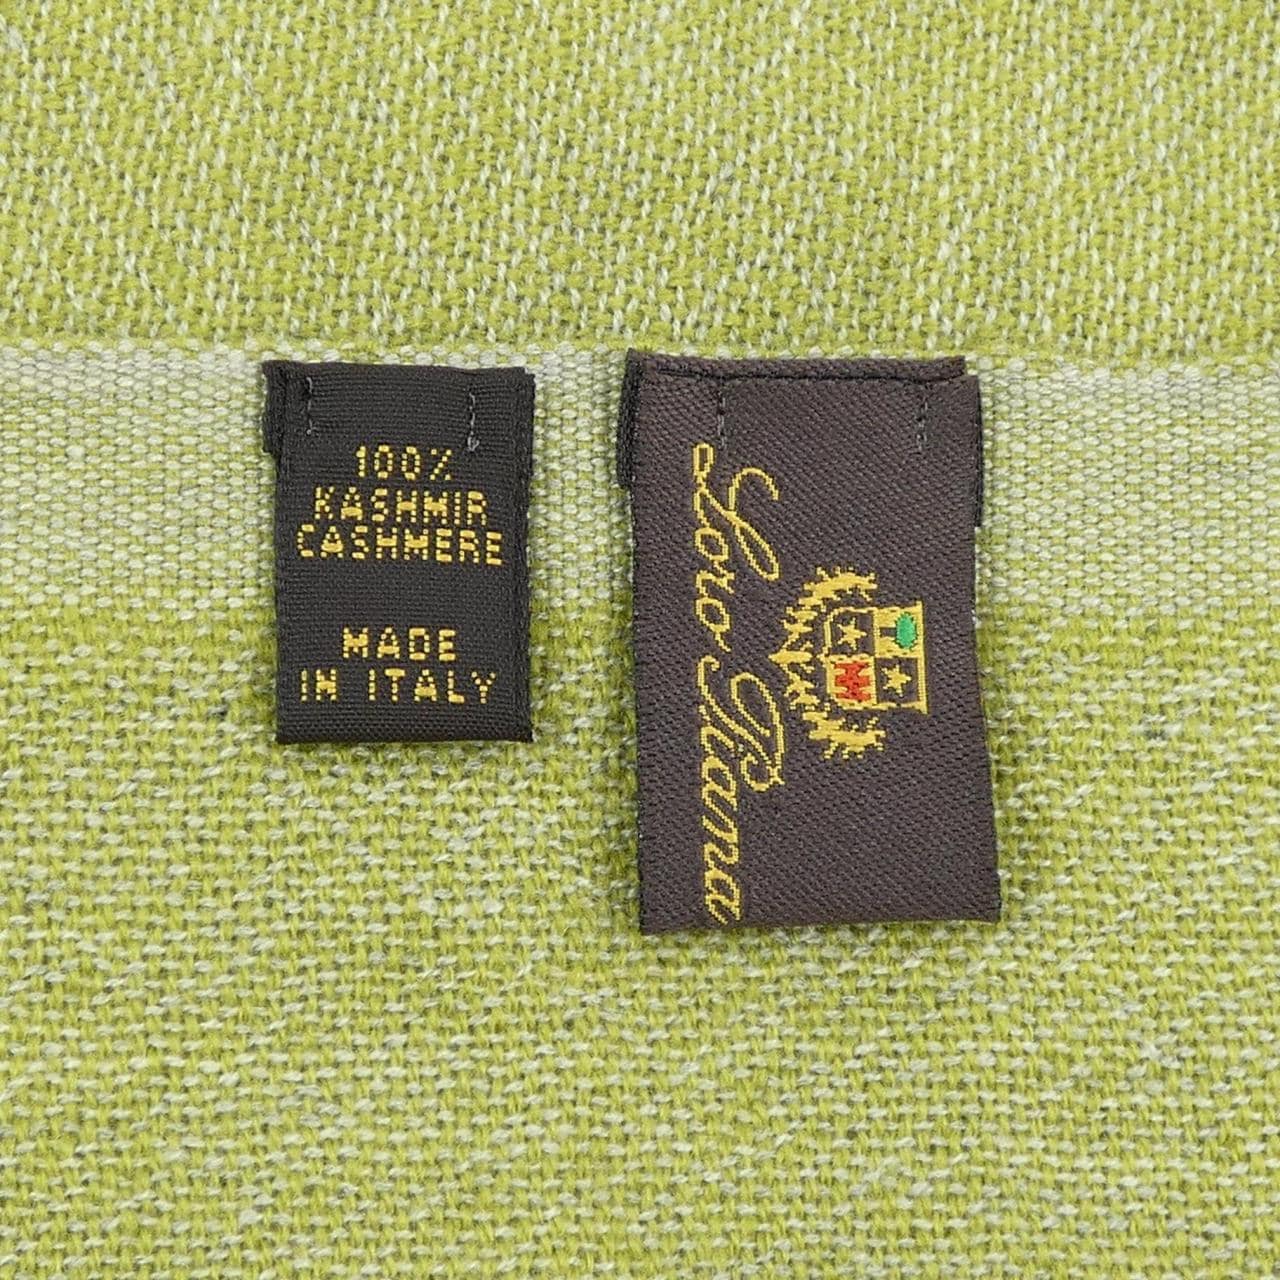 100%
KASHMIR
CASHMERE
MADE
IN ITALY
Loro Piana